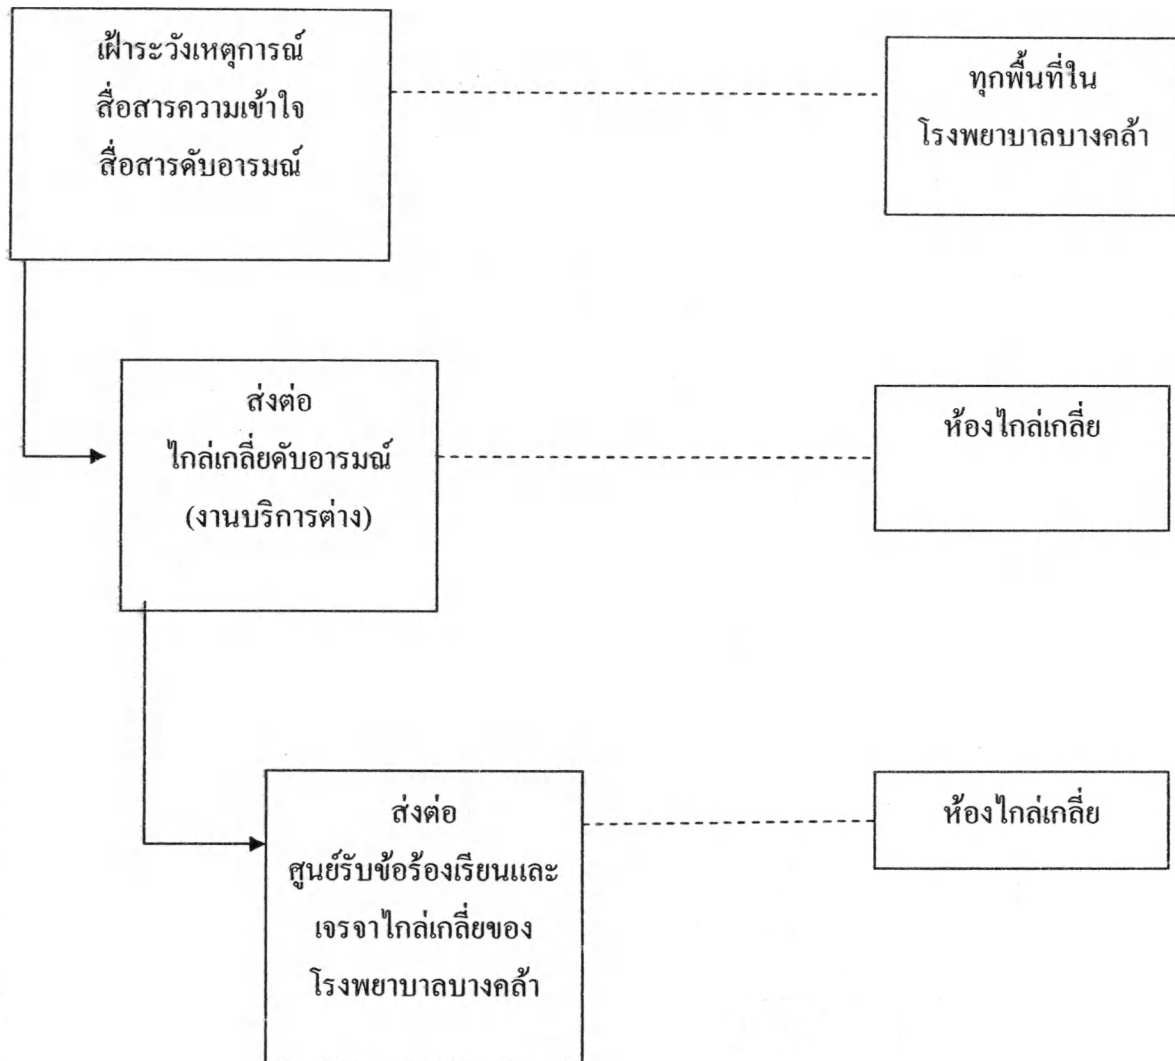 เฝ้าระวังเหตุการณ์
สื่อสารความเข้าใจ
สื่อสารดับอารมณ์
ทุกพื้นที่ใน
โรงพยาบาลบางคล้า
ส่งต่อ
ไกล่เกลี่ยดับอารมณ์
(งานบริการต่าง)
ห้องไกล่เกลี่ย
ส่งต่อ
ศูนย์รับข้อร้องเรียนและ
เจรจาไกล่เกลี่ยของ
โรงพยาบาลบางคล้า
ห้องไกล่เกลี่ย